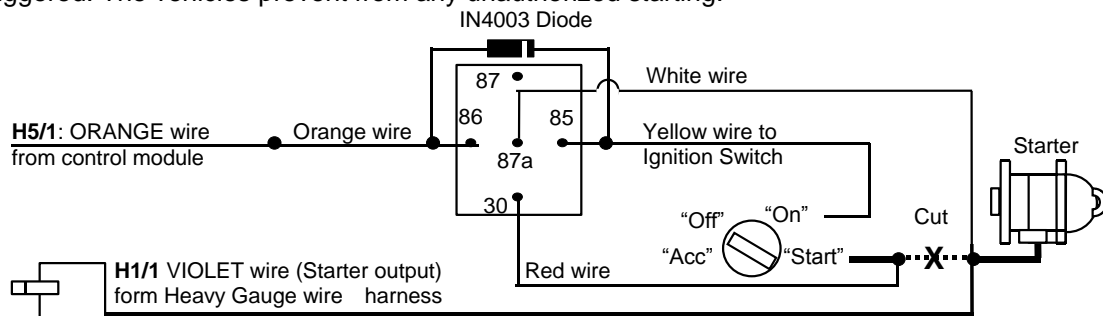 ggered. The vehicles prevent from any unauthorized starting.
IN4003 Diode
87
White wire
86
85
H5/1: ORANGE wire
from control module
Orange wire
Yellow wire to
Ignition Switch
87a
Starter
30
"Off"
"On"
Cut
"Acc"
"Start"
X
Red wire
H1/1 VIOLET wire (Starter output)
form Heavy Gauge wire harness